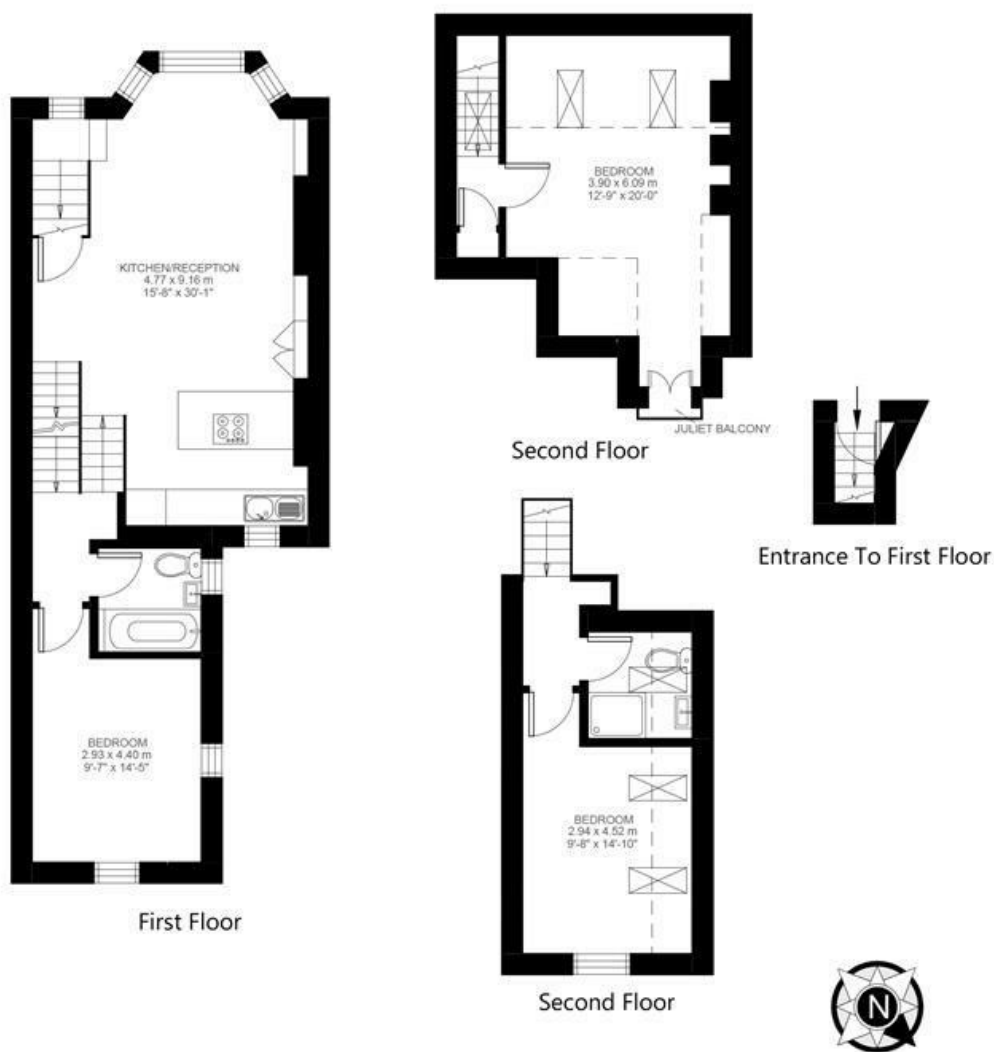 KITCHEN/RECEPTION
4.77 x 9.16 m
15'-8" x 30'-1"
BEDROOM
2.93 x 4.40 m
9'-7" x 14'-5"
First Floor
BEDROOM
3.90 x 6.09 m
12'-9" x 20'-0"
JULIET BALCONY
Second Floor
Entrance To First Floor
BEDROOM
2.94 x 4.52 m
9'-8" x 14'-10"
Second Floor
N